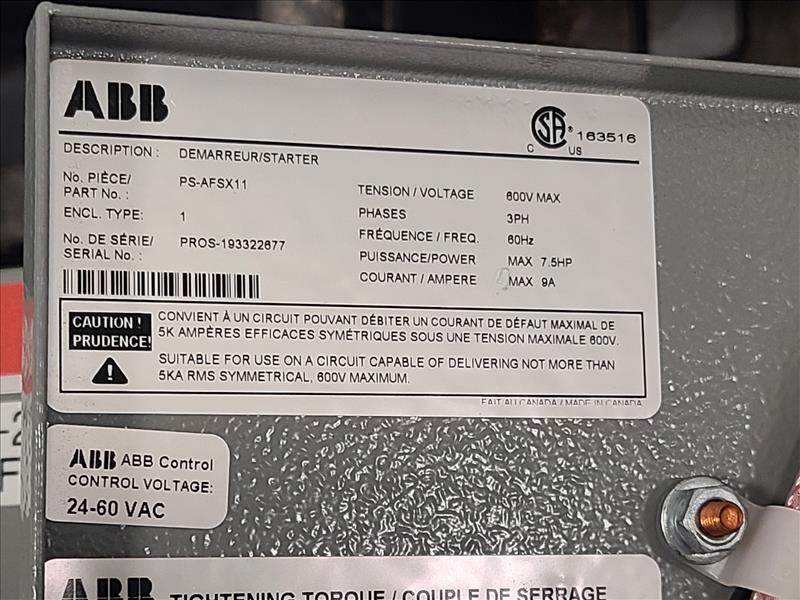 ABB
SA
C US
163516
DESCRIPTION : DEMARREUR/STARTER
No. PIÈCE/
PART No. : PS-AFSX11
ENCL. TYPE: 1
No. DE SÉRIE/
SERIAL No. : PROS-193322677
TENSION / VOLTAGE 600V MAX
PHASES 3PH
FRÉQUENCE / FREQ. 60Hz
PUISSANCE/POWER MAX 7.5HP
COURANT / AMPERE MAX 9A
CAUTION !
PRUDENCE!
CONVIENT À UN CIRCUIT POUVANT DÉBITER UN COURANT DE DÉFAUT MAXIMAL DE
5K AMPÈRES EFFICACES SYMÉTRIQUES SOUS UNE TENSION MAXIMALE 600V.
SUITABLE FOR USE ON A CIRCUIT CAPABLE OF DELIVERING NOT MORE THAN
5KA RMS SYMMETRICAL, 600V MAXIMUM.
FAIT AU CANADA / MADE IN CANADA
ABB ABB Control
CONTROL VOLTAGE:
24-60 VAC
ABB TIGHTENING TORQUE / COUPLE DE SERRAGE